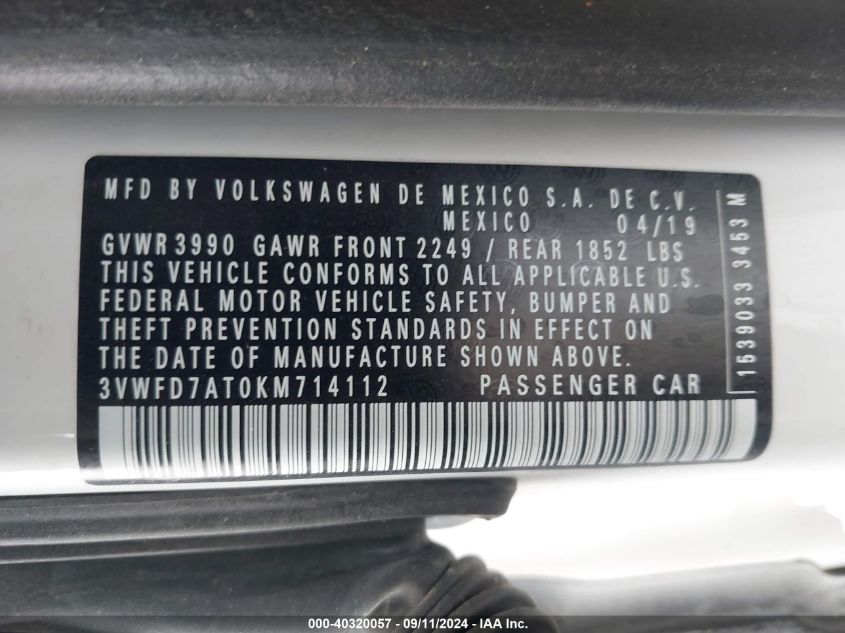 MFD BY VOLKSWAGEN DE MEXICO S.A. DE C.V.
MEXICO 04/19
GVWR 3990 GAWR FRONT 2249 / REAR 1852 LBS
THIS VEHICLE CONFORMS TO ALL APPLICABLE U.S.
FEDERAL MOTOR VEHICLE SAFETY, BUMPER AND
THEFT PREVENTION STANDARDS IN EFFECT ON
THE DATE OF MANUFACTURE SHOWN ABOVE.
3VWFD7AT0KM714112 PASSENGER CAR
1539033 3453 M
000-40320057 - 09/11/2024 - IAA Inc.